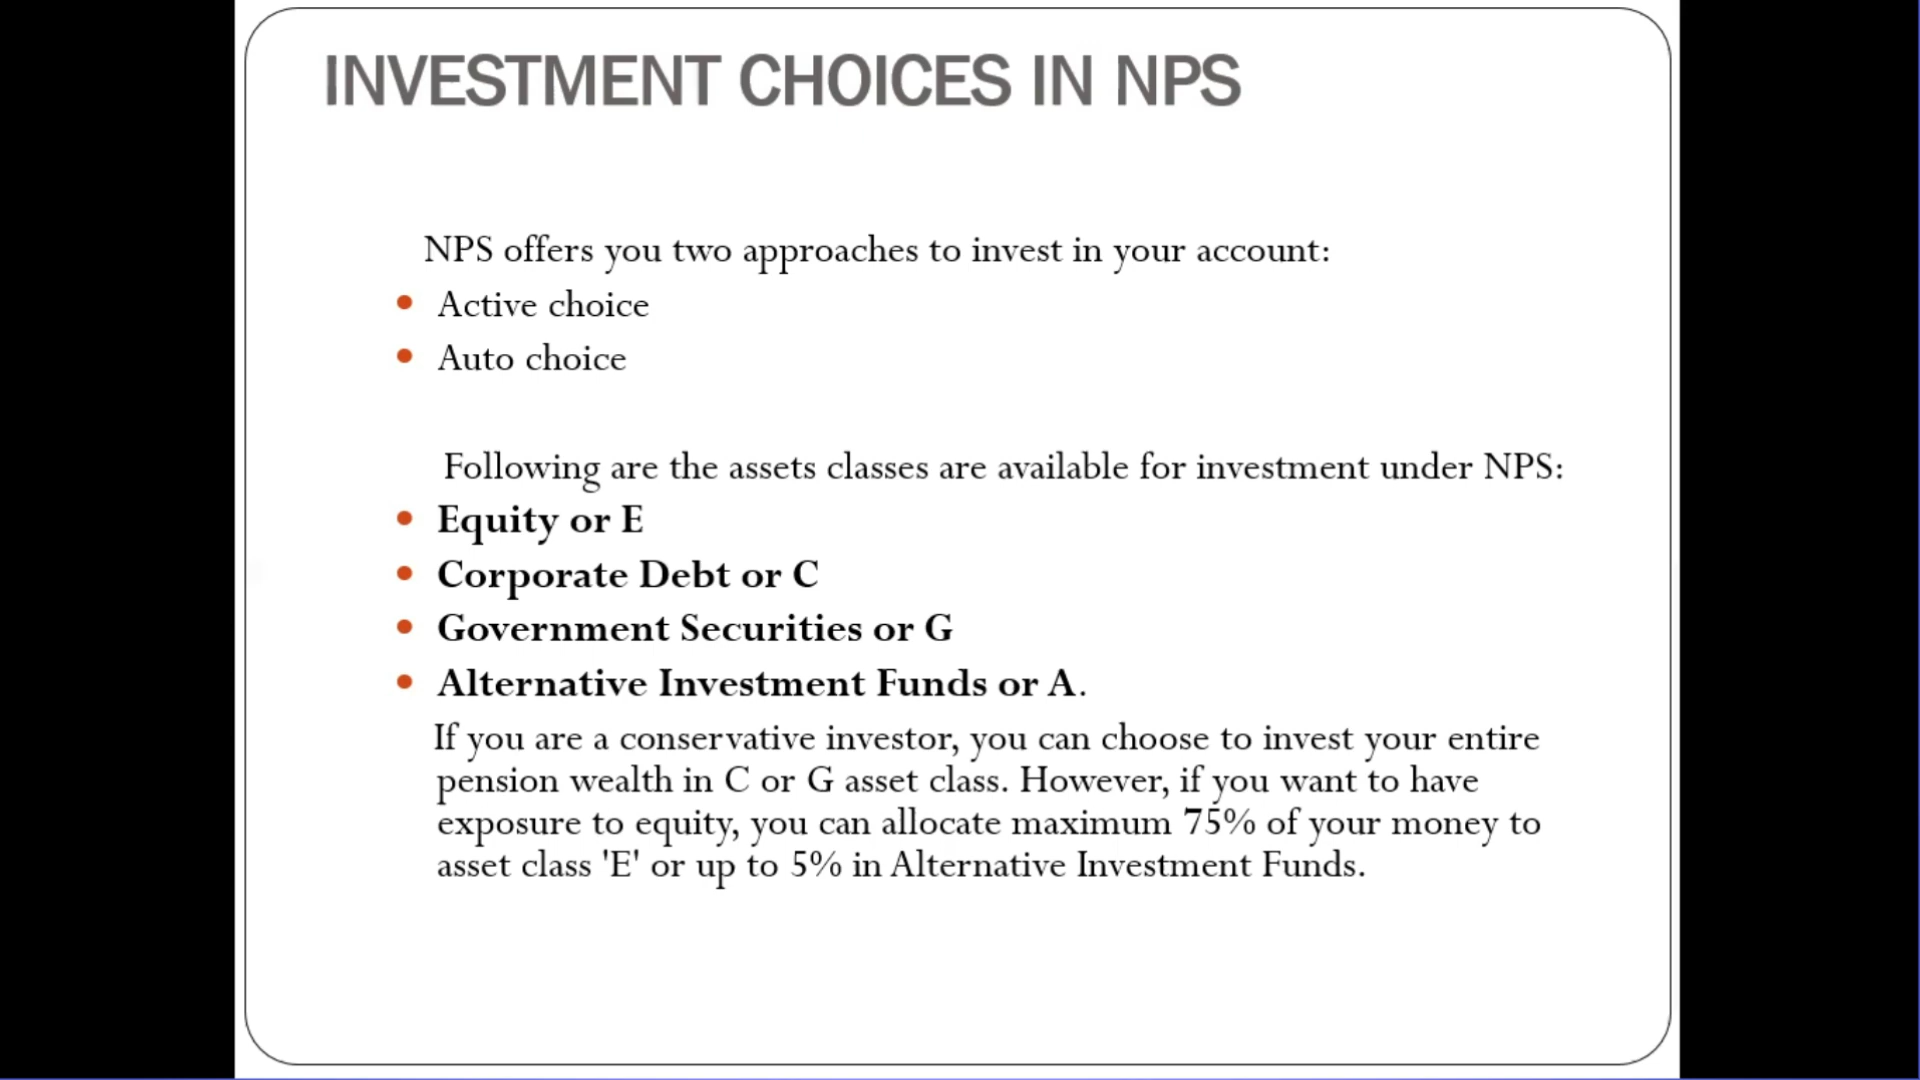 INVESTMENT CHOICES IN NPS
NPS offers you two approaches to invest in your account:
• Active choice
• Auto choice
Following are the assets classes are available for investment under NPS:
• Equity or E
• Corporate Debt or C
• Government Securities or G
• Alternative Investment Funds or A.
If you are a conservative investor, you can choose to invest your entire
pension wealth in C or G asset class. However, if you want to have
exposure to equity, you can allocate maximum 75% of your money to
asset class 'E' or up to 5% in Alternative Investment Funds.